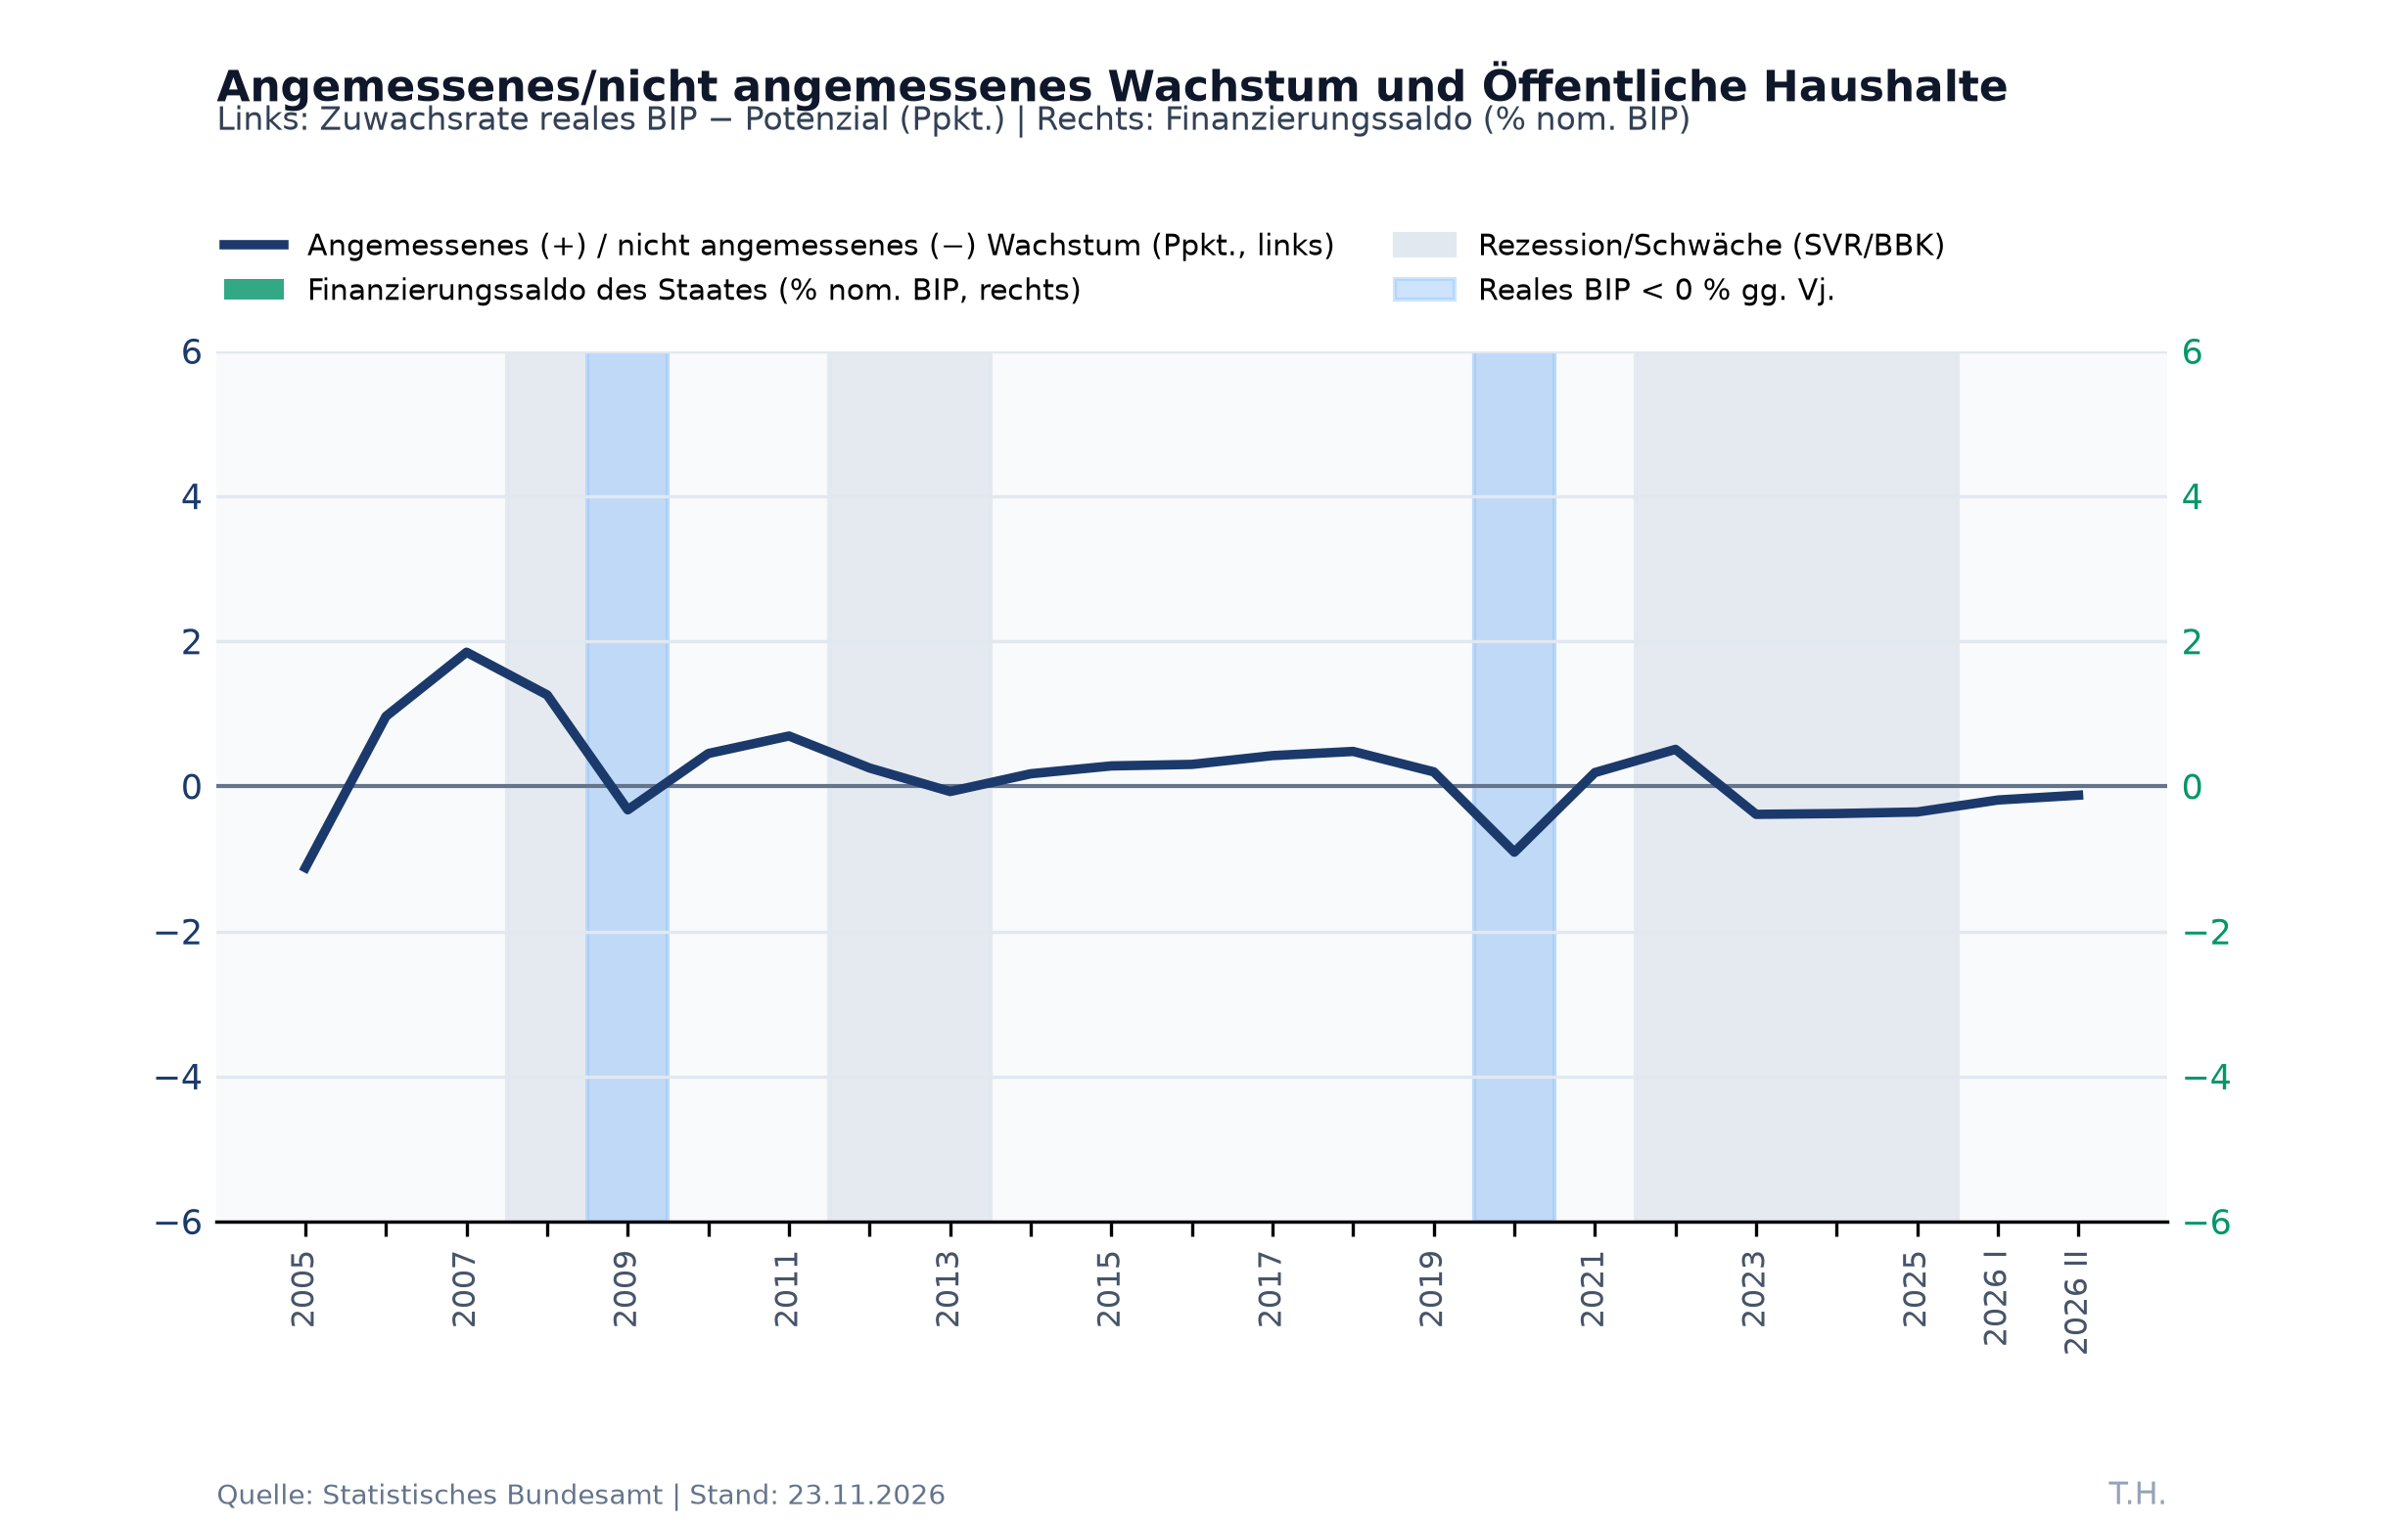 Angemessenes/nicht angemessenes Wachstum und Öffentliche Haushalte
Links: Zuwachsrate reales BIP − Potenzial (Ppkt.) | Rechts: Finanzierungssaldo (% nom. BIP)
Angemessenes (+) / nicht angemessenes (−) Wachstum (Ppkt., links)
Finanzierungssaldo des Staates (% nom. BIP, rechts)
Rezession/Schwäche (SVR/BBK)
Reales BIP < 0 % gg. Vj.
6 6
4 4
2 2
0 0
−2 −2
−4 −4
−6 −6
2005 2007 2009 2011 2013 2015 2017 2019 2021 2023 2025 2026 I 2026 III
Quelle: Statistisches Bundesamt | Stand: 23.11.2026
T.H.